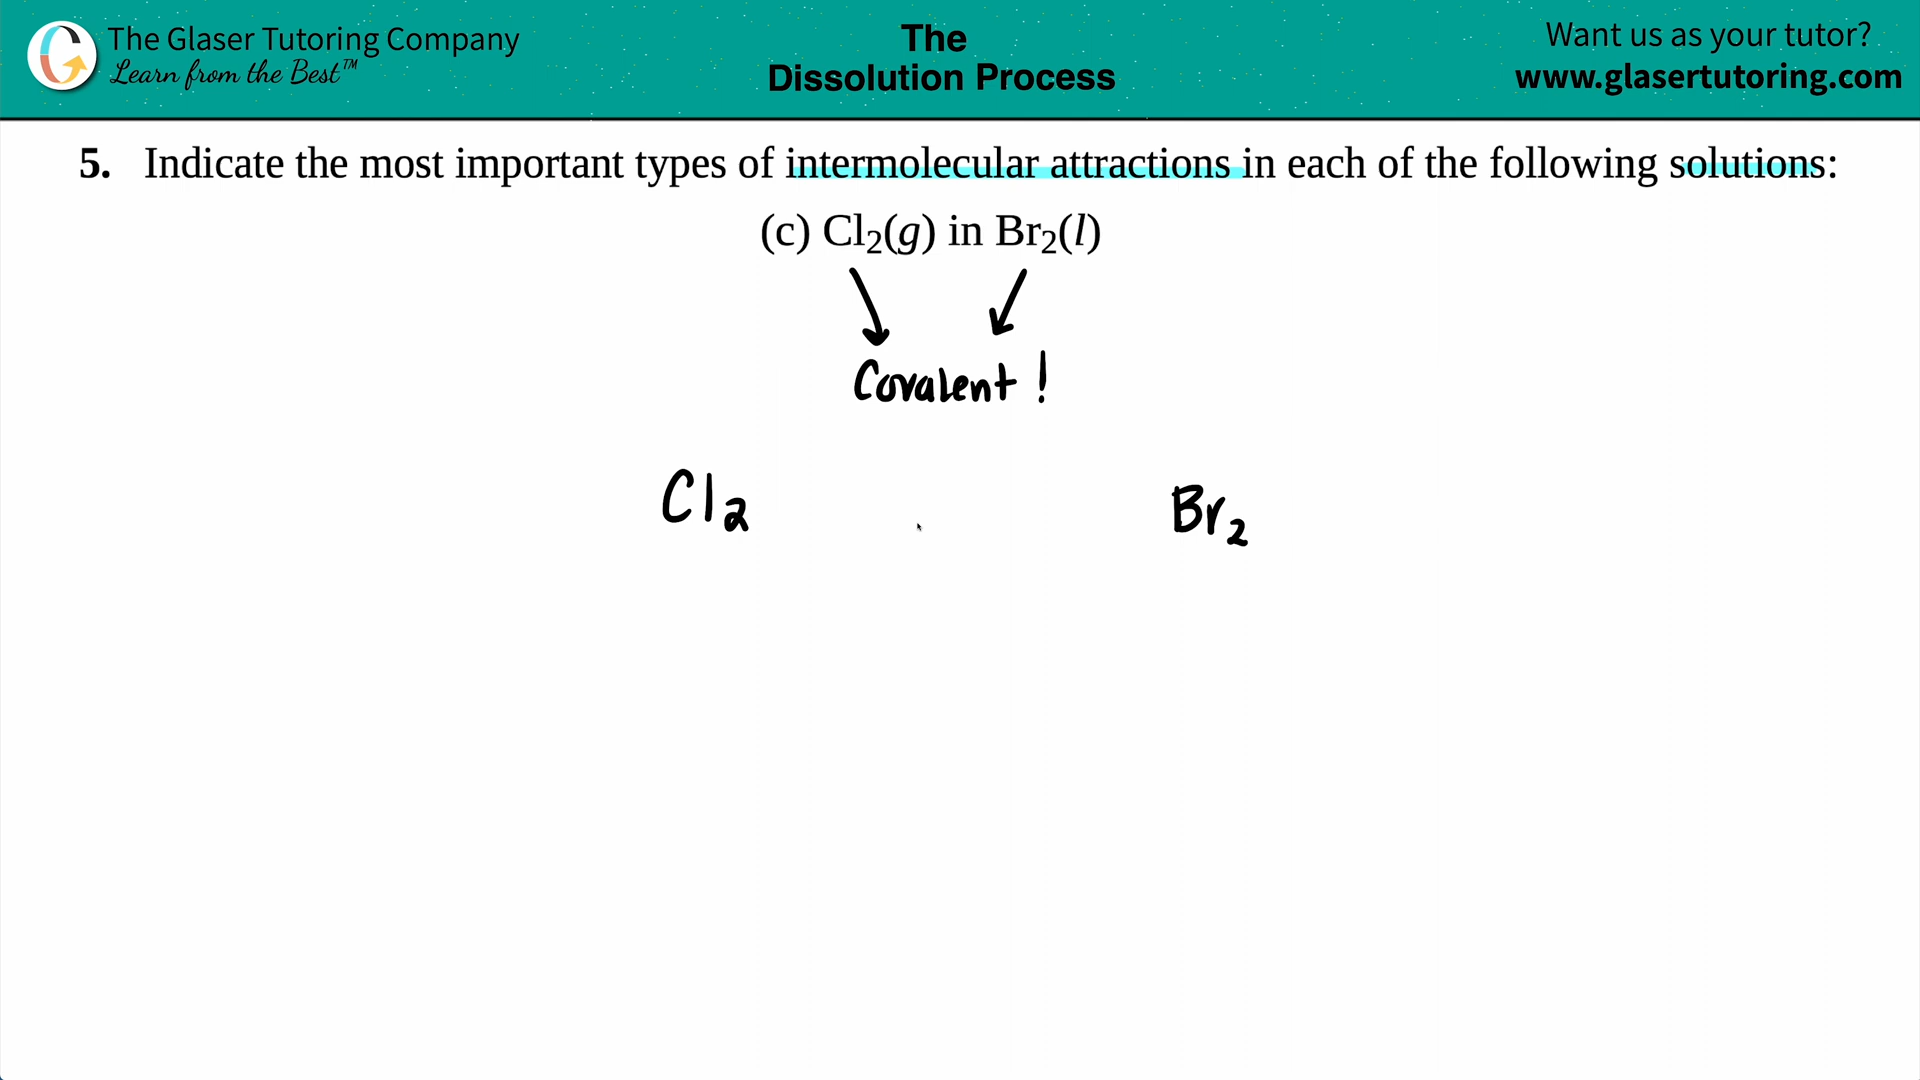 The Glaser Tutoring Company
Learn from the Best™
The
Dissolution Process
Want us as your tutor?
www.glasertutoring.com
5. Indicate the most important types of intermolecular attractions in each of the following solutions:
(c) Cl₂(g) in Br₂(l)
Covalent !
Cl₂ Br₂